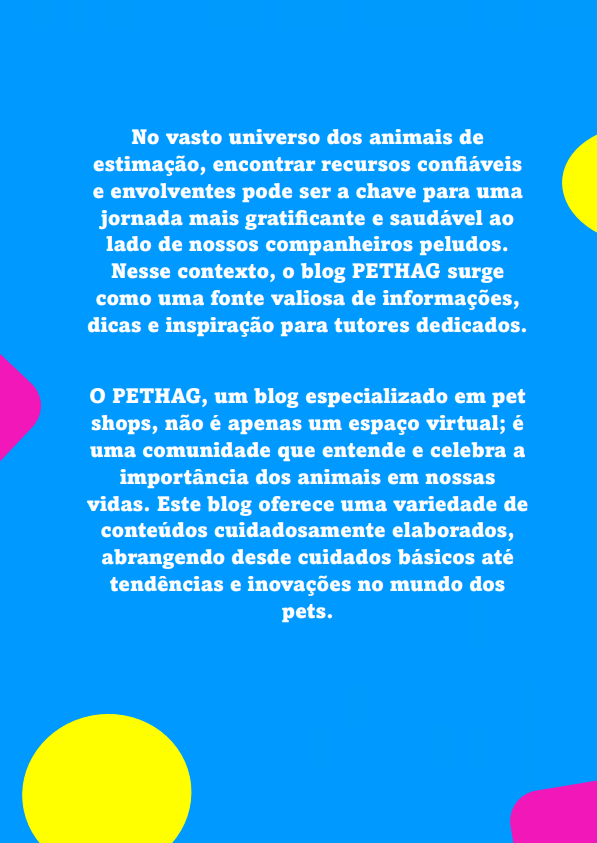 No vasto universo dos animais de
estimação, encontrar recursos confiáveis
e envolventes pode ser a chave para uma
jornada mais gratificante e saudável ao
lado de nossos companheiros peludos.
Nesse contexto, o blog PETHAG surge
como uma fonte valiosa de informações,
dicas e inspiração para tutores dedicados.
O PETHAG, um blog especializado em pet
shops, não é apenas um espaço virtual; é
uma comunidade que entende e celebra a
importância dos animais em nossas
vidas. Este blog oferece uma variedade de
conteúdos cuidadosamente elaborados,
abrangendo desde cuidados básicos até
tendências e inovações no mundo dos
pets.